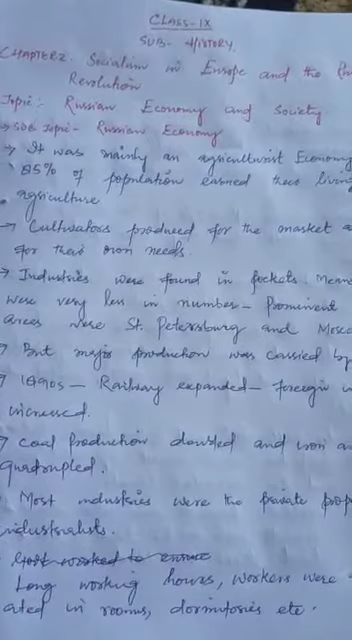 CLASS-IX
SUB- HISTORY.
CHAPTER2. Socialism in Europe and the
Revolution
Topic: Russian Economy and Society
→ SUB Topic - Russian Economy
→ It was mainly an agriculturist Economy
85% of population earned their
agriculture
→ Cultivators produced for the market
for their own needs.
→ Industries were found in pockets.
were very less in number - Prominent
areas were St. Petersburg and
→ But major production was carried by
→ 1890s - Railway expanded - foreign
increased.
→ coal Production doubled and iron
quadrupled.
Most industries were the private
industrialists.
Long working hours, workers were
ated in rooms, dormitories etc.